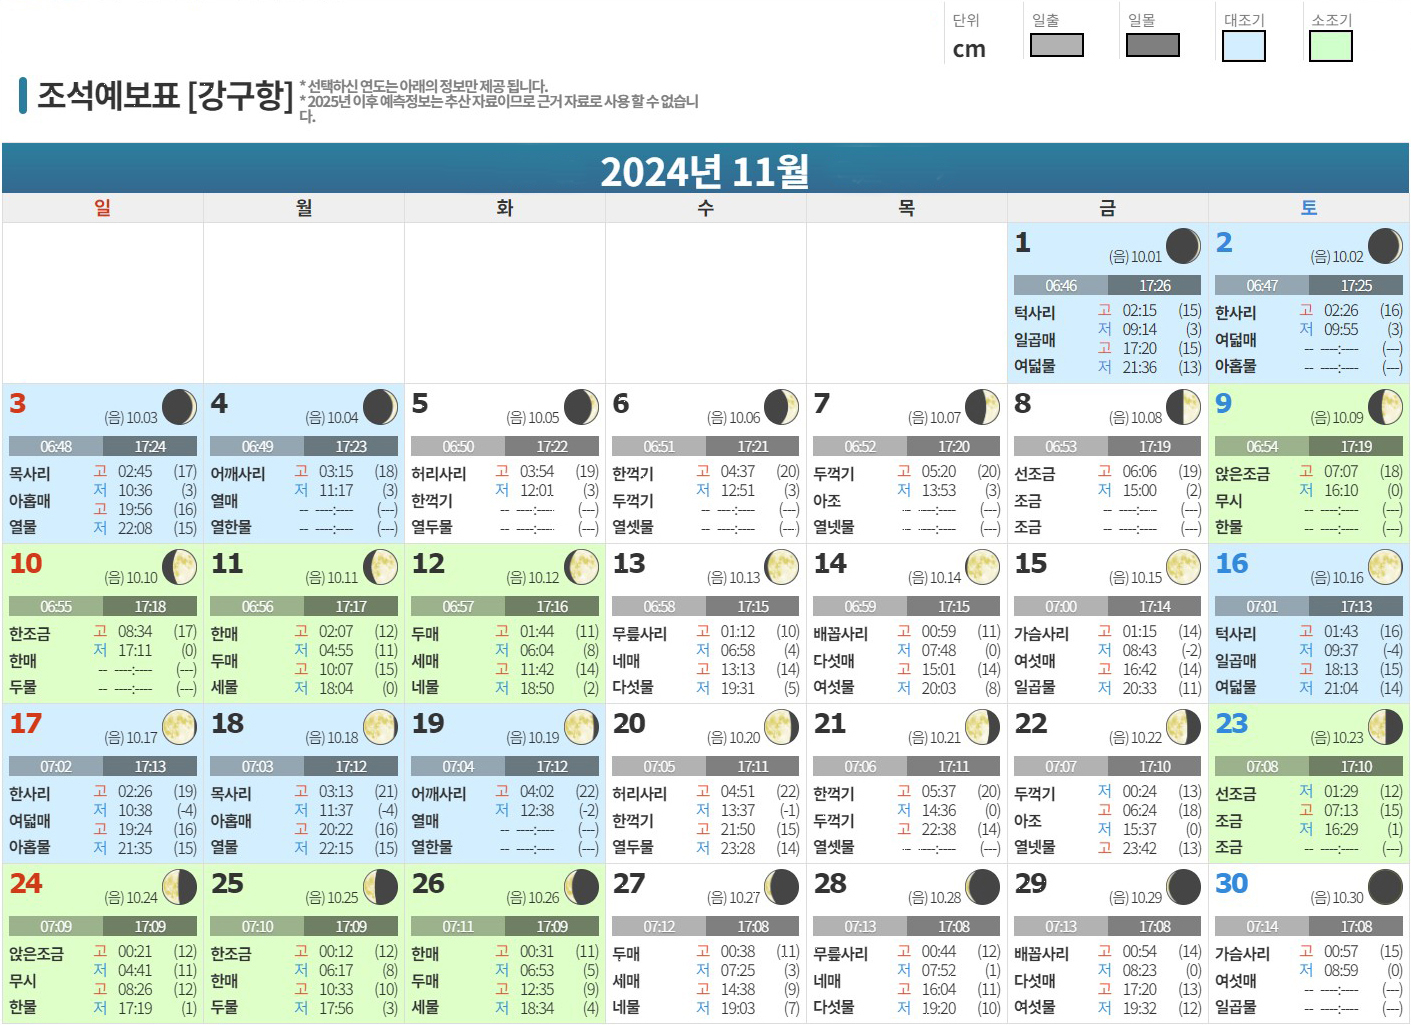 단위 일출 일몰 대조기 소조기
cm
조석예보표 [강구항]
* 선택하신 연도는 아래의 정보만 제공 됩니다.
* 2025년 이후 예측정보는 추산 자료이므로 근거 자료로 사용 할 수 없습니
다.
2024년 11월
일 월 화 수 목 금 토
1 (음) 10.01
06:46 17:26
턱사리
일곱매
여덟물
고 02:15 (15)
저 09:14 (3)
고 17:20 (15)
저 21:36 (13)
2 (음) 10.02
06:47 17:25
한사리
여덟매
아홉물
고 02:26 (16)
저 09:55 (3)
-- ----:---- (---)
-- ----:---- (---)
3 (음) 10.03
06:48 17:24
목사리
아홉매
열물
고 02:45 (17)
저 10:36 (3)
고 19:56 (16)
저 22:08 (15)
4 (음) 10.04
06:49 17:23
어깨사리
열매
열한물
고 03:15 (18)
저 11:17 (3)
-- ----:---- (---)
-- ----:---- (---)
5 (음) 10.05
06:50 17:22
허리사리
한꺽기
열두물
고 03:54 (19)
저 12:01 (3)
-- ----:---- (---)
-- ----:---- (---)
6 (음) 10.06
06:51 17:21
한꺽기
두꺽기
열셋물
고 04:37 (20)
저 12:51 (3)
-- ----:---- (---)
-- ----:---- (---)
7 (음) 10.07
06:52 17:20
두꺽기
아조
열넷물
고 05:20 (20)
저 13:53 (3)
-- ----:---- (---)
-- ----:---- (---)
8 (음) 10.08
06:53 17:19
선조금
조금
조금
고 06:06 (19)
저 15:00 (2)
-- ----:---- (---)
-- ----:---- (---)
9 (음) 10.09
06:54 17:19
앉은조금
무시
한물
고 07:07 (18)
저 16:10 (0)
-- ----:---- (---)
-- ----:---- (---)
10 (음) 10.10
06:55 17:18
한조금
한매
두물
고 08:34 (17)
저 17:11 (0)
-- ----:---- (---)
-- ----:---- (---)
11 (음) 10.11
06:56 17:17
한매
두매
세물
고 02:07 (12)
저 04:55 (11)
고 10:07 (15)
저 18:04 (0)
12 (음) 10.12
06:57 17:16
두매
세매
네물
고 01:44 (11)
저 06:04 (8)
고 11:42 (14)
저 18:50 (2)
13 (음) 10.13
06:58 17:15
무릎사리
네매
다섯물
고 01:12 (10)
저 06:58 (4)
고 13:13 (14)
저 19:31 (5)
14 (음) 10.14
06:59 17:15
배꼽사리
다섯매
여섯물
고 00:59 (11)
저 07:48 (0)
고 15:01 (14)
저 20:03 (8)
15 (음) 10.15
07:00 17:14
가슴사리
여섯매
일곱물
고 01:15 (14)
저 08:43 (-2)
고 16:42 (14)
저 20:33 (11)
16 (음) 10.16
07:01 17:13
턱사리
일곱매
여덟물
고 01:43 (16)
저 09:37 (-4)
고 18:13 (15)
저 21:04 (14)
17 (음) 10.17
07:02 17:13
한사리
여덟매
아홉물
고 02:26 (19)
저 10:38 (-4)
고 19:24 (16)
저 21:35 (15)
18 (음) 10.18
07:03 17:12
목사리
아홉매
열물
고 03:13 (21)
저 11:37 (-4)
고 20:22 (16)
저 22:15 (15)
19 (음) 10.19
07:04 17:12
어깨사리
열매
열한물
고 04:02 (22)
저 12:38 (-2)
-- ----:---- (---)
-- ----:---- (---)
20 (음) 10.20
07:05 17:11
허리사리
한꺽기
열두물
고 04:51 (22)
저 13:37 (-1)
고 21:50 (15)
저 23:28 (14)
21 (음) 10.21
07:06 17:11
한꺽기
두꺽기
열셋물
고 05:37 (20)
저 14:36 (0)
고 22:38 (14)
-- ----:---- (---)
22 (음) 10.22
07:07 17:10
두꺽기
아조
열넷물
저 00:24 (13)
고 06:24 (18)
저 15:37 (0)
고 23:42 (13)
23 (음) 10.23
07:08 17:10
선조금
조금
조금
저 01:29 (12)
고 07:13 (15)
저 16:29 (1)
-- ----:---- (---)
24 (음) 10.24
07:09 17:09
앉은조금
무시
한물
고 00:21 (12)
저 04:41 (11)
고 08:26 (12)
저 17:19 (1)
25 (음) 10.25
07:10 17:09
한조금
한매
두물
고 00:12 (12)
저 06:17 (8)
고 10:33 (10)
저 17:56 (3)
26 (음) 10.26
07:11 17:09
한매
두매
세물
고 00:31 (11)
저 06:53 (5)
고 12:35 (9)
저 18:34 (4)
27 (음) 10.27
07:12 17:08
두매
세매
네물
고 00:38 (11)
저 07:25 (3)
고 14:38 (9)
저 19:03 (7)
28 (음) 10.28
07:13 17:08
무릎사리
네매
다섯물
고 00:44 (12)
저 07:52 (1)
고 16:04 (11)
저 19:20 (10)
29 (음) 10.29
07:13 17:08
배꼽사리
다섯매
여섯물
고 00:54 (14)
저 08:23 (0)
고 17:20 (13)
저 19:32 (12)
30 (음) 10.30
07:14 17:08
가슴사리
여섯매
일곱물
고 00:57 (15)
저 08:59 (0)
-- ----:---- (---)
-- ----:---- (---)